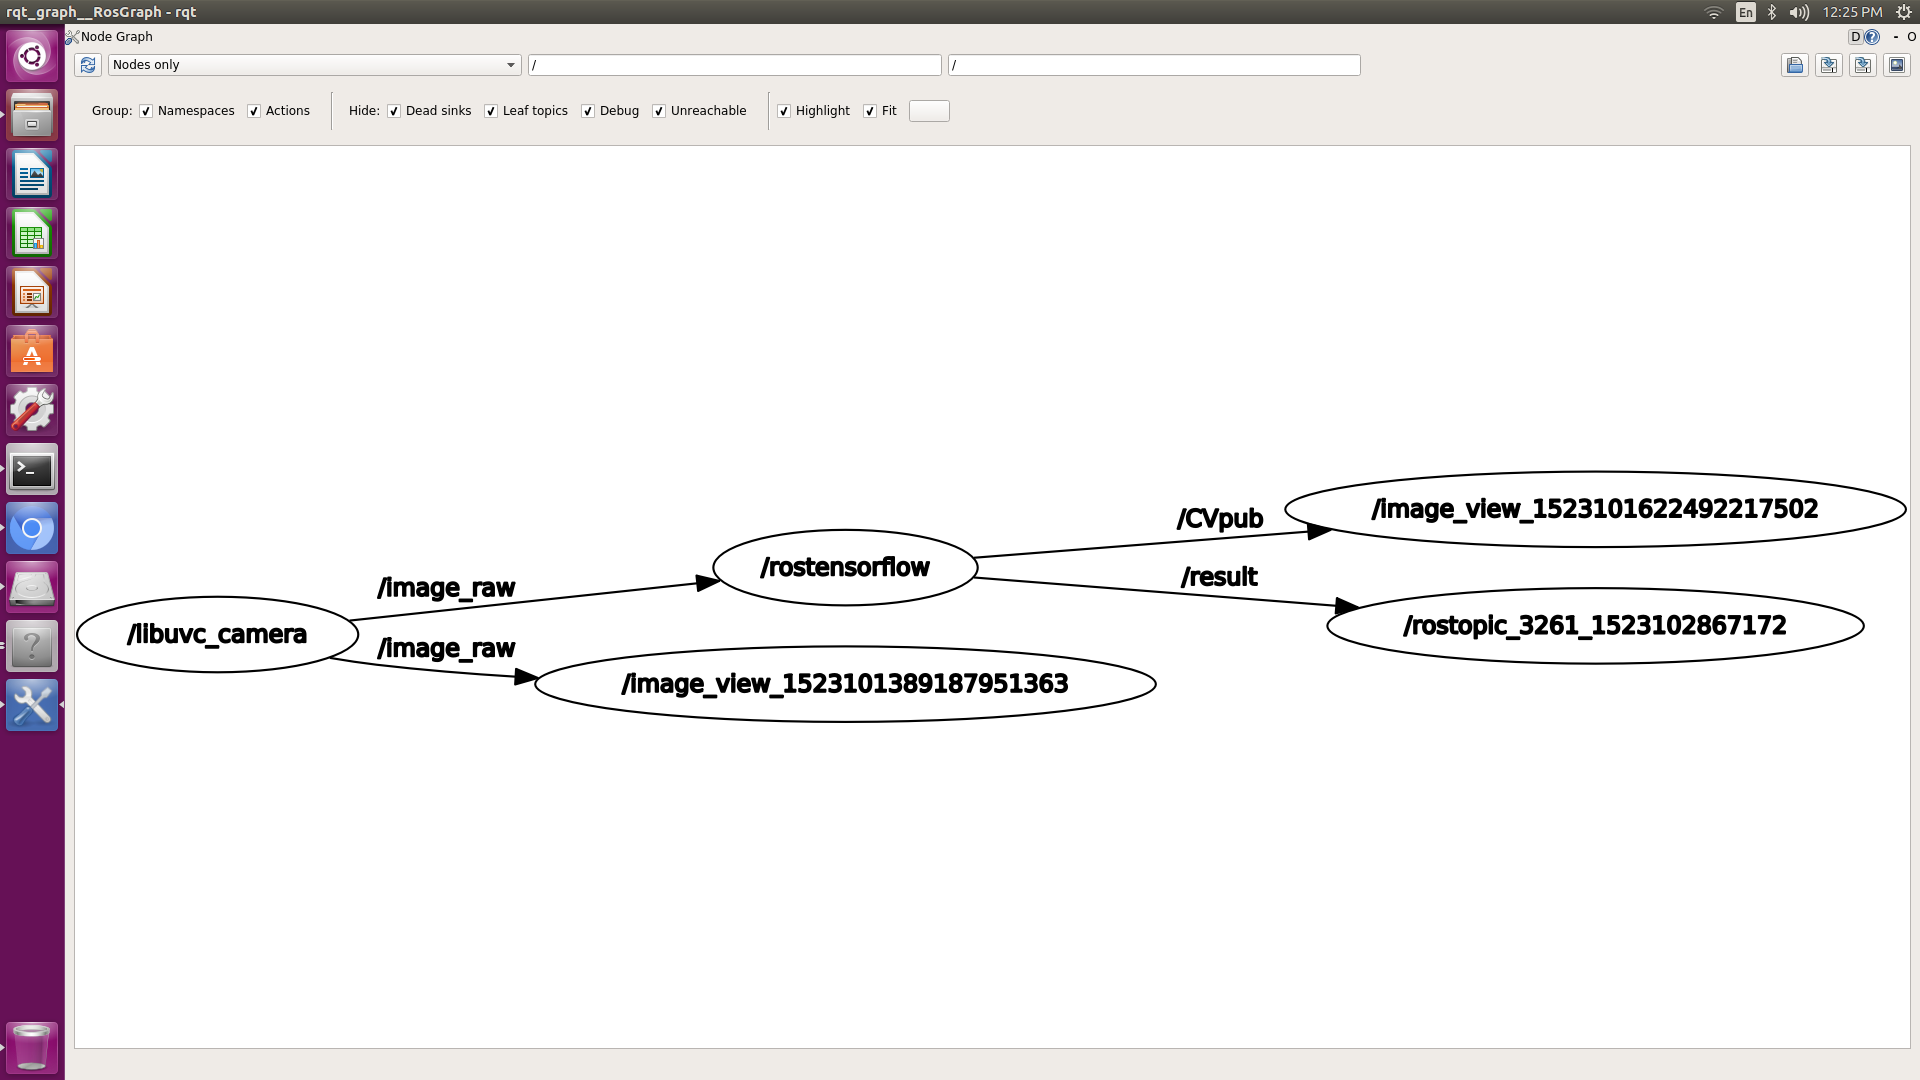 rqt_graph__RosGraph - rqt
En
12:25 PM
Node Graph
D
- O
Nodes only
/
/
Group: Namespaces Actions Hide: Dead sinks Leaf topics Debug Unreachable Highlight Fit
/CVpub
/image_view_1523101622492217502
/image_raw
/rostensorflow
/result
/libuvc_camera
/rostopic_3261_1523102867172
/image_raw
/image_view_1523101389187951363